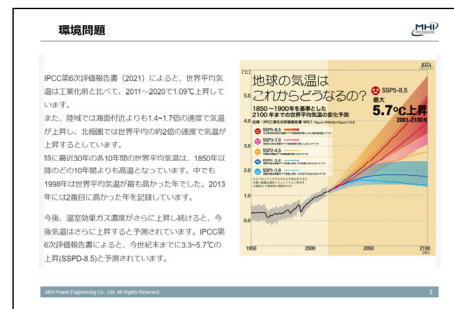 環境問題
MHI
POWER
IPCC第6次評価報告書（2021）によると、世界平均気
温は工業化前と比べて、2011～2020で1.09℃上昇して
います。
また、陸域では海面付近よりも1.4~1.7倍の速度で気温
が上昇し、北極圏では世界平均の約2倍の速度で気温が
上昇するとしています。
特に最近30年の各10年間の世界平均気温は、1850年以
降のどの10年間よりも高温となっています。中でも
1998年は世界平均気温が最も高かった年でした。2013
年には2番目に高かった年を記録しています。
今後、温室効果ガス濃度がさらに上昇し続けると、今
後気温はさらに上昇すると予測されています。IPCC第
6次評価報告書によると、今世紀末までに3.3~5.7℃の
上昇(SSPD-8.5)と予測されています。
(℃)
地球の気温は
これからどうなる？
1850～1900年を基準とした
2100年までの世界平均気温の変化予測
SSP5-8.5
最大
5.7℃上昇
2081-2100年
SSP5-8.5
SSP3-7.0
SSP2-4.5
SSP1-2.6
SSP1-1.9
5.0
4.0
3.0
2.0
1.0
0.0
1950
2000
2050
2100
(年)
MHI Power Engineering Co., Ltd. All Rights Reserved.
3